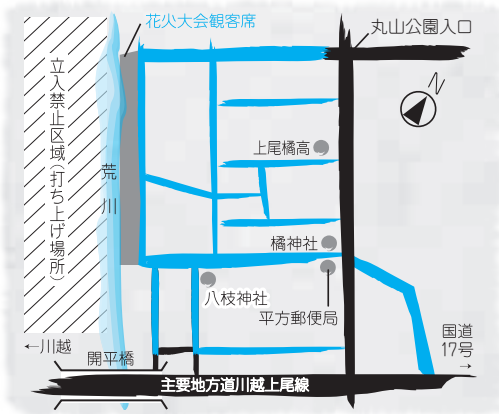 花火大会観客席
丸山公園入口
N
立入禁止区域（打ち上げ場所）
荒川
上尾橘高
橘神社
八枝神社
平方郵便局
←川越
開平橋
国道
17号
→
主要地方道川越上尾線